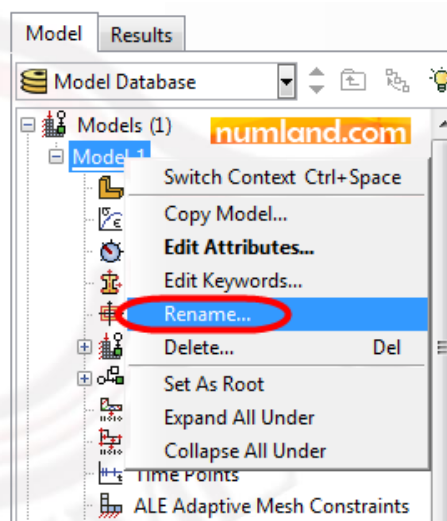 Model Results
Model Database
Models (1)
numland.com
Model-1
Switch Context Ctrl+Space
Copy Model...
Edit Attributes...
Edit Keywords...
Rename...
Delete... Del
Set As Root
Expand All Under
Collapse All Under
Time Points
ALE Adaptive Mesh Constraints